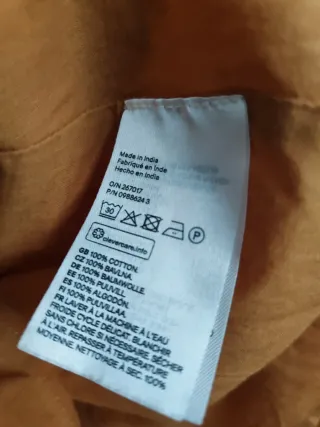 Made in India
Fabriqué en Inde
Hecho en India
O/N 267017
P/N 0988624 3
30
P
clevercare.info
GB 100% COTTON.
CZ 100% BAVLNA.
DE 100% BAUMWOLLE.
EE 100% PUUVILL.
ES 100% ALGODÓN.
FI 100% PUUVILLAA.
FR LAVER À LA MACHINE À L'EAU
FROIDE CYCLE DÉLICAT. BLANCHIR
SANS CHLORE SI NÉCESSAIRE. SÉCHER
À L'AIR. REPASSER À TEMPÉRATURE
MOYENNE. NETTOYAGE À SEC. 100%